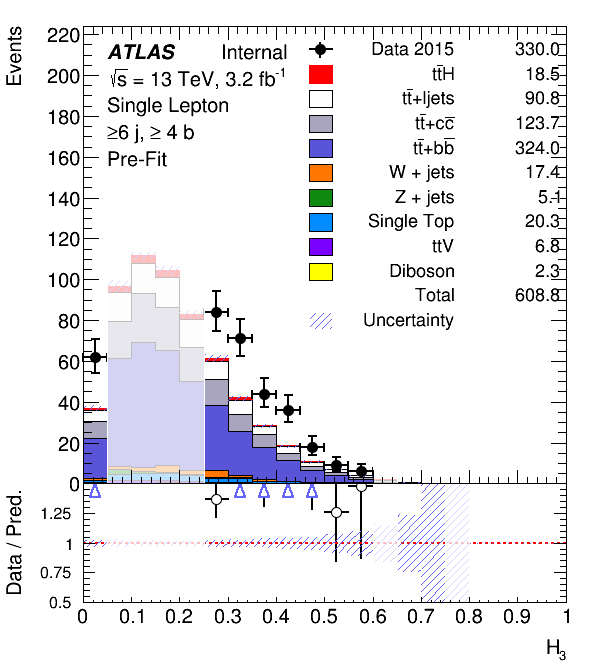 Events
220
200
180
160
140
120
100
80
60
40
20
0
ATLAS Internal
√s = 13 TeV, 3.2 fb⁻¹
Single Lepton
≥6 j, ≥ 4 b
Pre-Fit
Data 2015 330.0
tt̄H 18.5
tt̄+ljets 90.8
tt̄+cc̄ 123.7
tt̄+bb̄ 324.0
W + jets 17.4
Z + jets 5.1
Single Top 20.3
ttV 6.8
Diboson 2.3
Total 608.8
Uncertainty
Data / Pred.
1.25
1
0.75
0.5
0 0.1 0.2 0.3 0.4 0.5 0.6 0.7 0.8 0.9 1
H₃